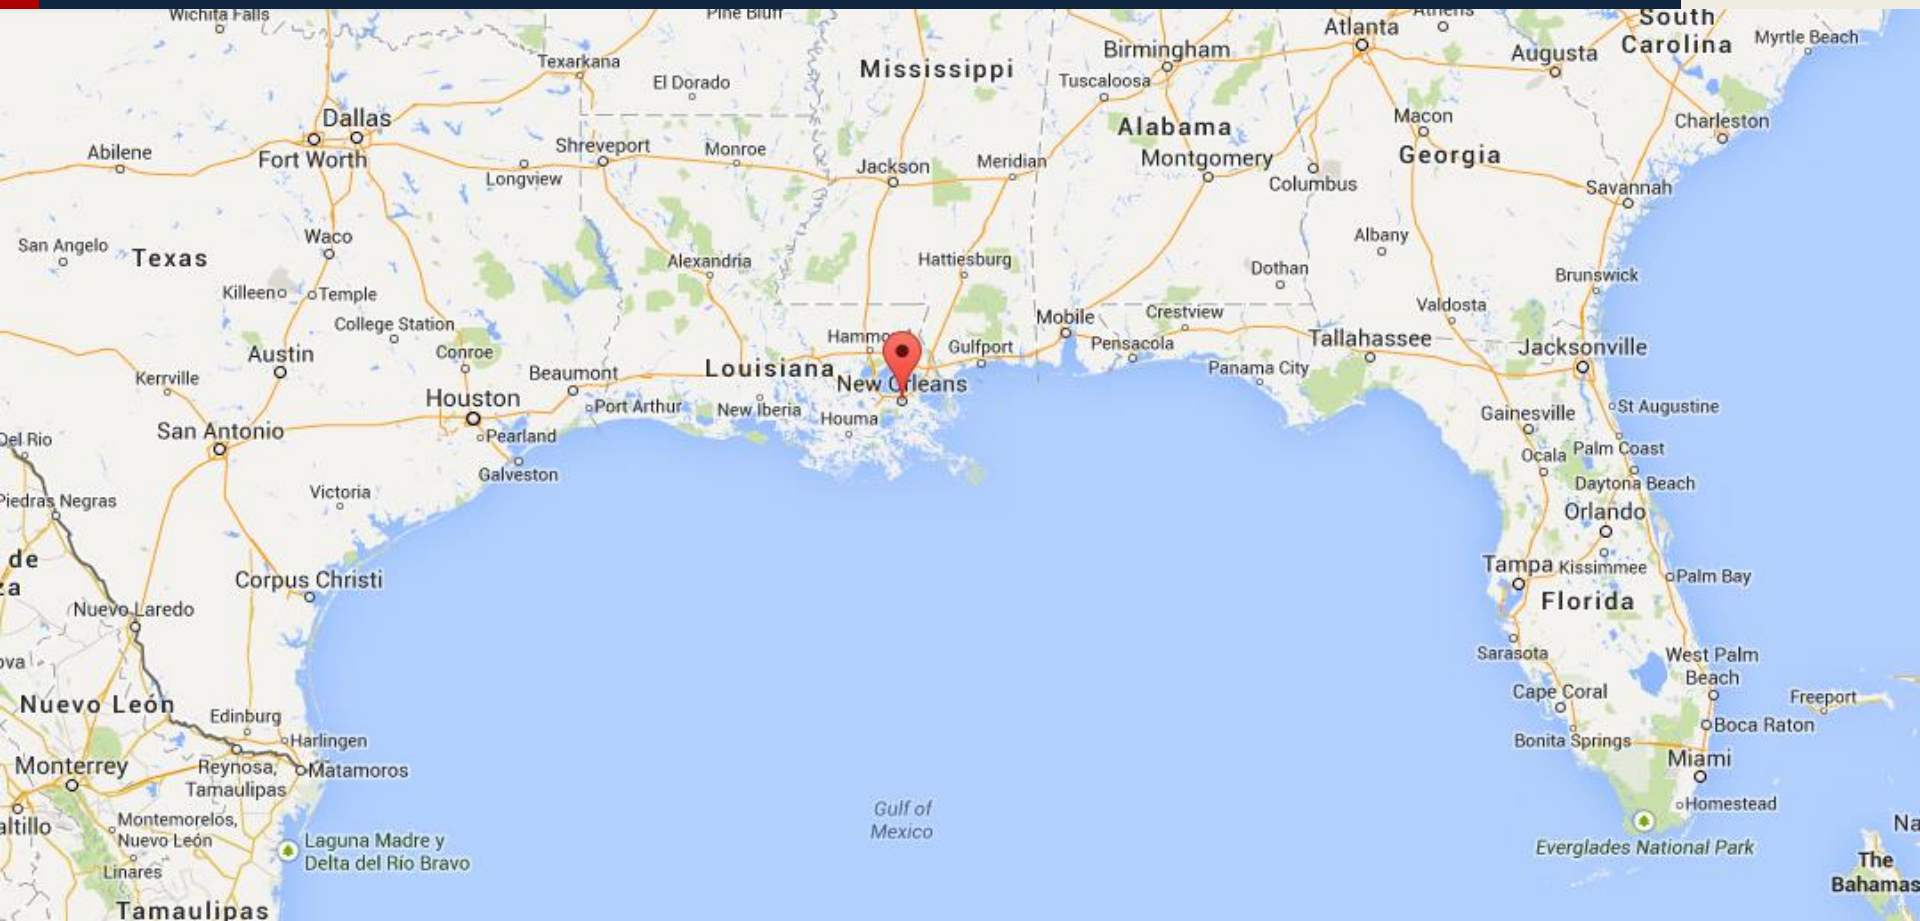 Wichita Falls
Pine Bluff
Atlanta
Athens
South
Carolina
Myrtle Beach
Birmingham
Augusta
Texarkana
El Dorado
Mississippi
Tuscaloosa
Dallas
Fort Worth
Abilene
Shreveport
Monroe
Longview
Jackson
Meridian
Alabama
Montgomery
Columbus
Macon
Georgia
Charleston
Savannah
San Angelo
Texas
Waco
Alexandria
Hattiesburg
Albany
Dothan
Brunswick
Killeen
Temple
College Station
Conroe
Austin
Kerrville
Beaumont
Louisiana
Hammo
New Orleans
Gulfport
Mobile
Crestview
Pensacola
Panama City
Tallahassee
Valdosta
Jacksonville
Houston
Port Arthur
New Iberia
Houma
San Antonio
Pearland
Galveston
Del Rio
Piedras Negras
Victoria
Gainesville
St Augustine
Ocala
Palm Coast
Daytona Beach
Orlando
Tampa
Kissimmee
Palm Bay
Florida
de
za
Corpus Christi
Nuevo Laredo
Sarasota
West Palm
Beach
Cape Coral
Freeport
Boca Raton
Bonita Springs
Miami
Homestead
Nuevo León
Edinburg
Harlingen
Monterrey
Reynosa,
Tamaulipas
Matamoros
altillo
Montemorelos,
Nuevo León
Linares
Laguna Madre y
Delta del Río Bravo
Gulf of
Mexico
Everglades National Park
Na
The
Bahamas
Tamaulipas